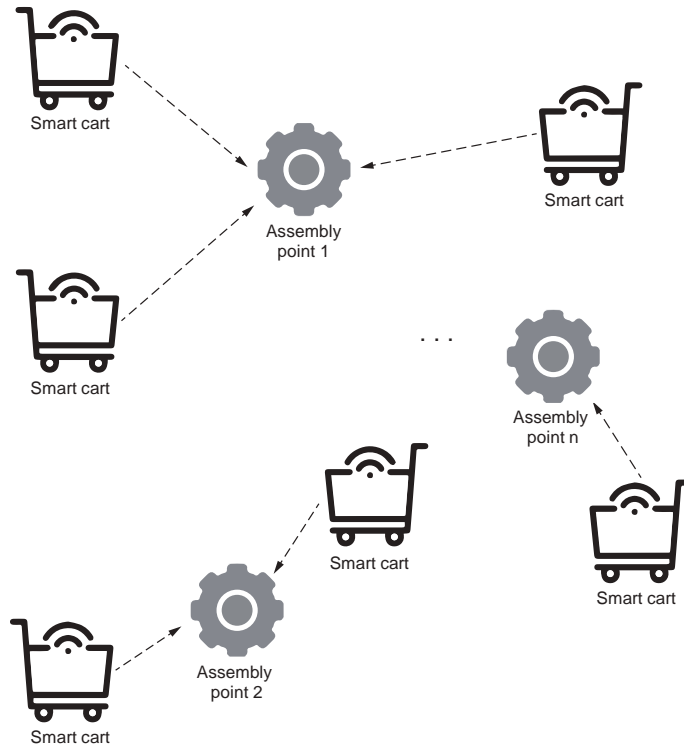 Smart cart
Smart cart
Assembly
point 1
Smart cart
. . .
Assembly
point n
Smart cart
Smart cart
Assembly
point 2
Smart cart